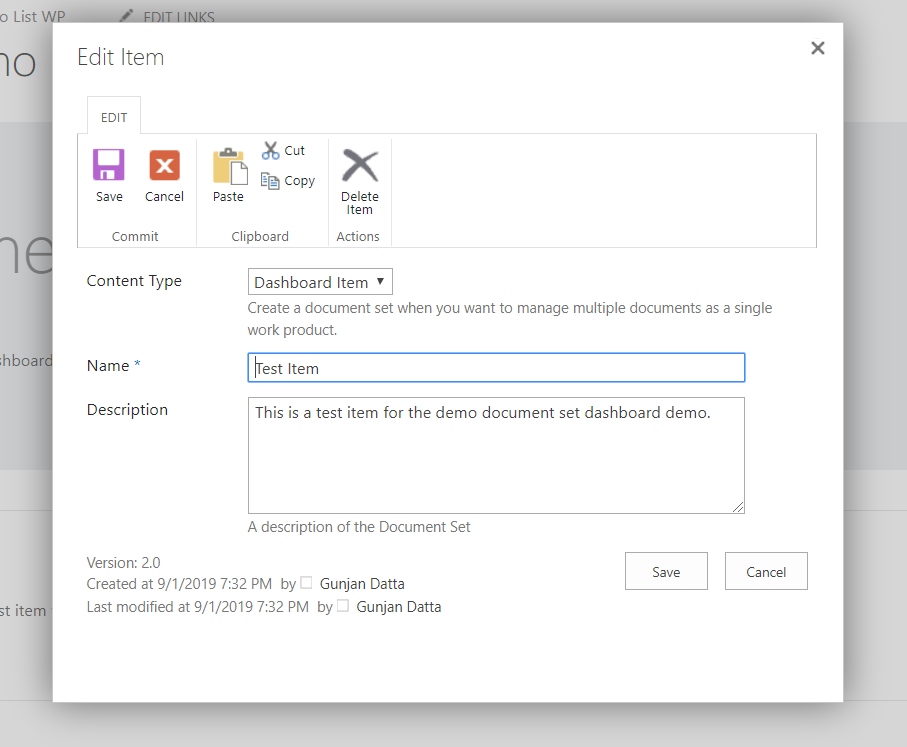 o List WP EDIT LINKS
no
Edit Item
EDIT
Save Cancel Paste Cut
Copy
Delete
Item
Commit Clipboard Actions
ne
Content Type Dashboard Item
Create a document set when you want to manage multiple documents as a single
work product.
shboard
Name * Test Item
Description This is a test item for the demo document set dashboard demo.
A description of the Document Set
Version: 2.0
Created at 9/1/2019 7:32 PM by Gunjan Datta
Save Cancel
Last modified at 9/1/2019 7:32 PM by Gunjan Datta
st item